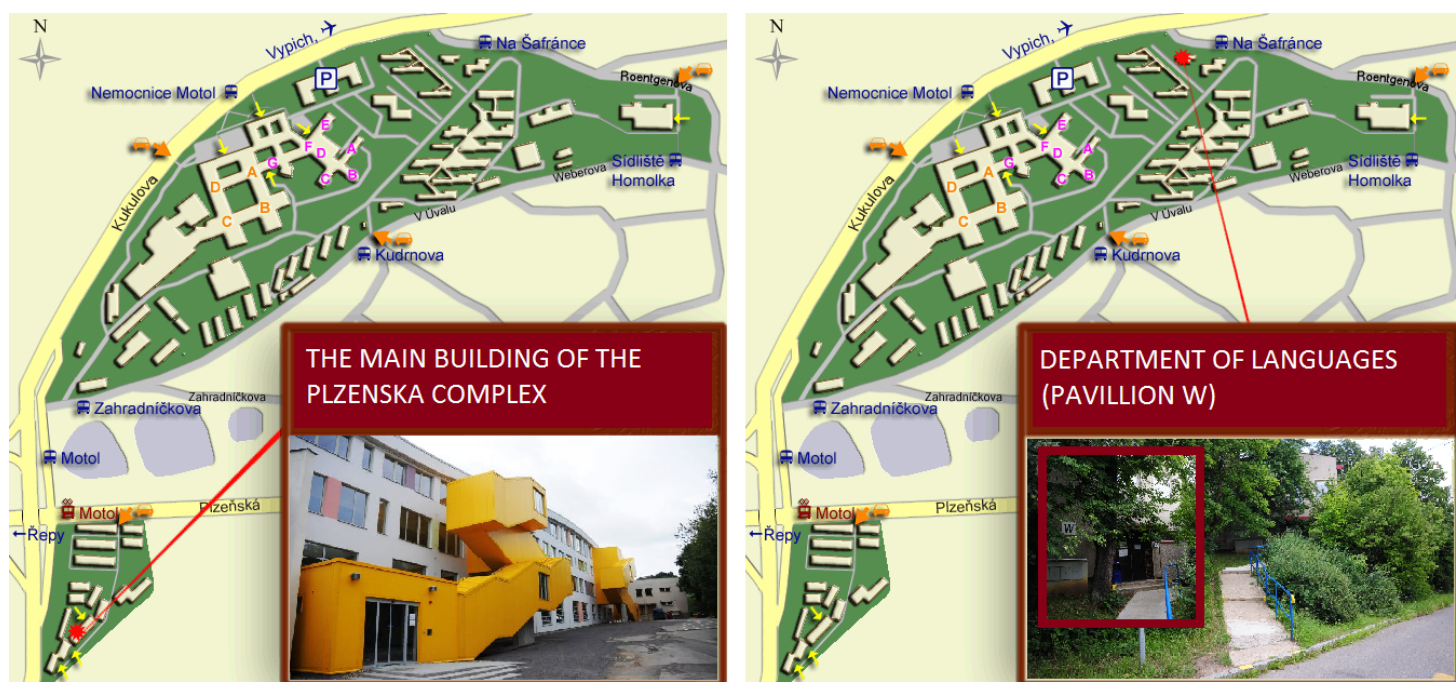 N
Vypich,
Na Šafránce
P
Roentgenova
Nemocnice Motol
E
F
D
A
G
A
C
B
D
B
C
Sídliště
Homolka
Weberova
V Úvalu
Kukulova
Kudrnova
THE MAIN BUILDING OF THE
PLZENSKA COMPLEX
Zahradníčkova
Zahradníčkova
Motol
Plzeňská
Motol
←Řepy
N
Vypich,
Na Šafránce
P
Roentgenova
Nemocnice Motol
E
F
D
A
G
A
C
B
D
B
C
Sídliště
Homolka
Weberova
V Úvalu
Kukulova
Kudrnova
DEPARTMENT OF LANGUAGES
(PAVILLION W)
Zahradníčkova
Zahradníčkova
Motol
Plzeňská
Motol
←Řepy
W